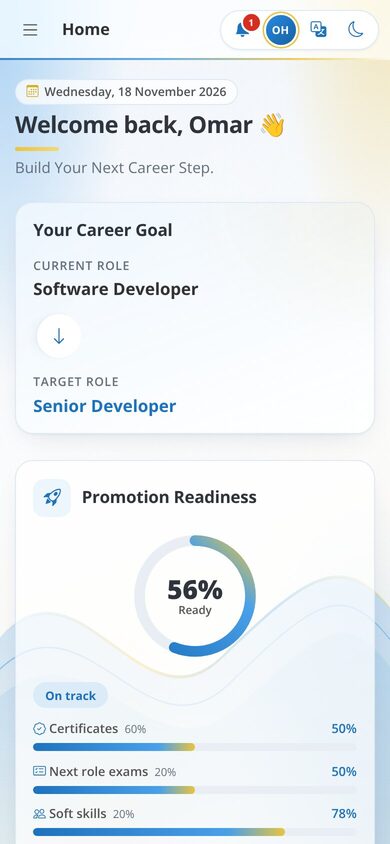 Home
1
OH
Wednesday, 18 November 2026
Welcome back, Omar 👋
Build Your Next Career Step.
Your Career Goal
CURRENT ROLE
Software Developer
TARGET ROLE
Senior Developer
Promotion Readiness
56%
Ready
On track
Certificates 60% 50%
Next role exams 20% 50%
Soft skills 20% 78%